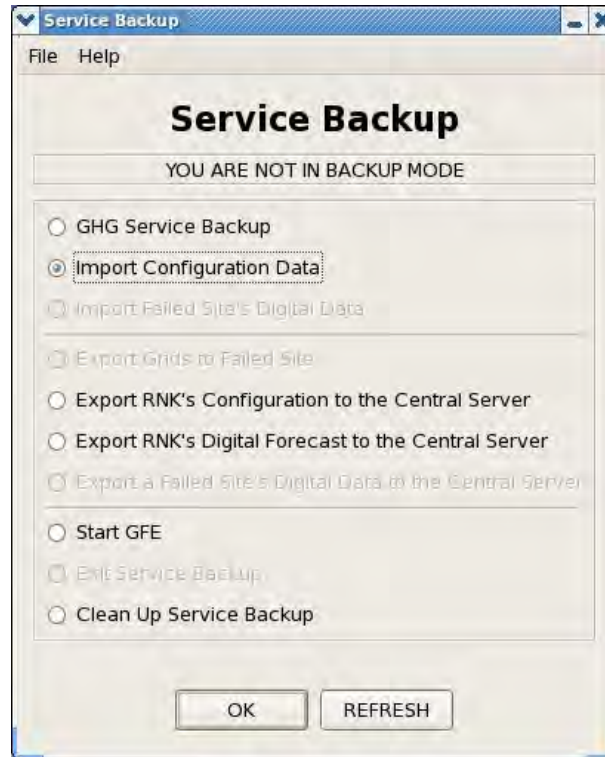 Service Backup
File Help
Service Backup
YOU ARE NOT IN BACKUP MODE
GHG Service Backup
Import Configuration Data
Import Failed Site's Digital Data
Export Grids to Failed Site
Export RNK's Configuration to the Central Server
Export RNK's Digital Forecast to the Central Server
Export a Failed Site's Digital Data to the Central Server
Start GFE
Exit Service Backup
Clean Up Service Backup
OK REFRESH